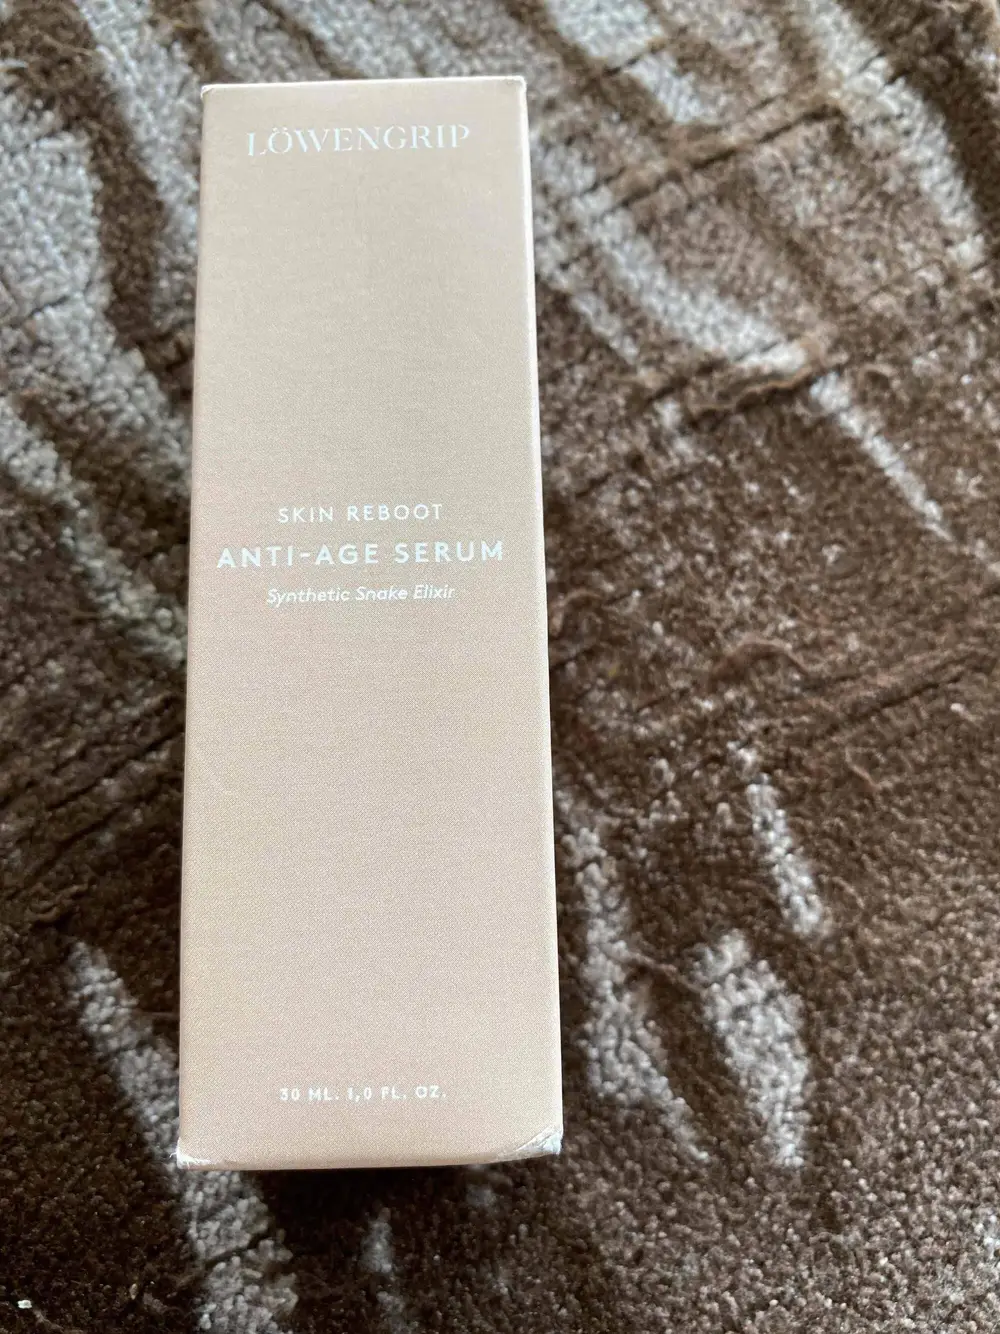 LÖWENGRIP
SKIN REBOOT
ANTI-AGE SERUM
Synthetic Snake Elixir
30 ML. 1,0 FL. OZ.